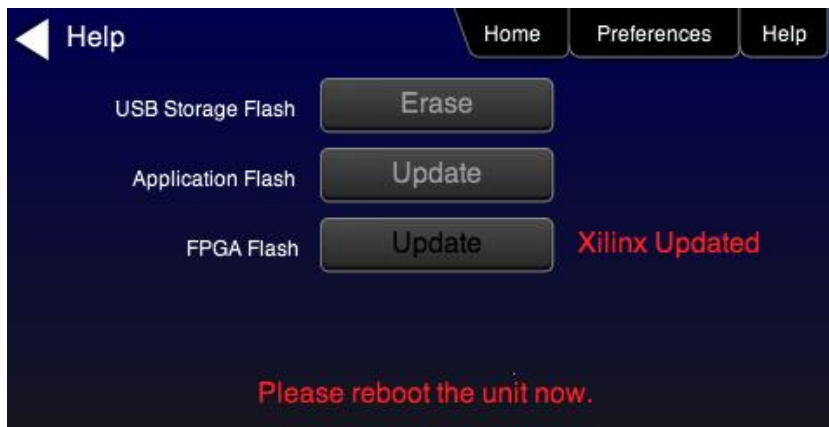 Help
Home
Preferences
Help
USB Storage Flash
Erase
Application Flash
Update
FPGA Flash
Update
Xilinx Updated
Please reboot the unit now.